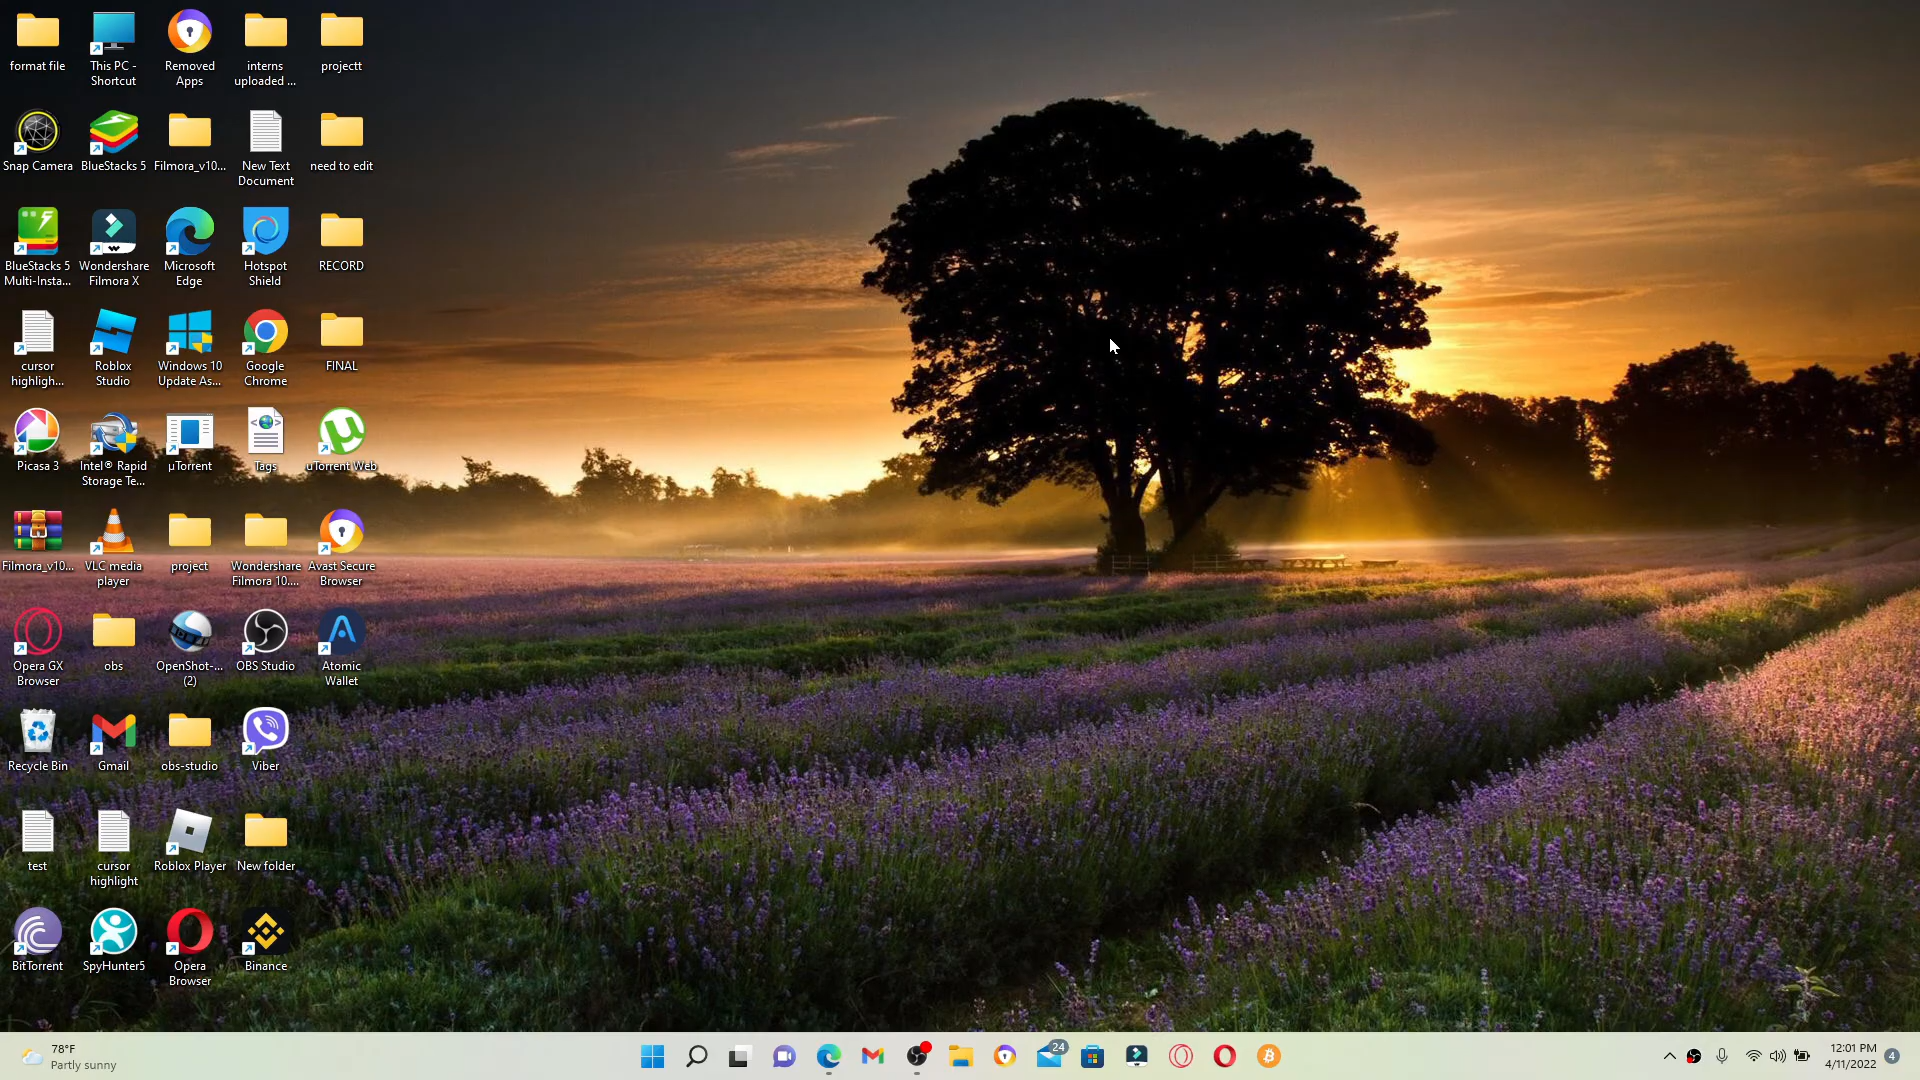 format file
This PC -
Shortcut
Removed
Apps
interns
uploaded ...
projectt
Snap Camera
BlueStacks 5
Filmora_v10...
New Text
Document
need to edit
BlueStacks 5
Multi-Insta...
Wondershare
Filmora X
Microsoft
Edge
Hotspot
Shield
RECORD
cursor
highligh...
Roblox
Studio
Windows 10
Update As...
Google
Chrome
FINAL
Picasa 3
Intel® Rapid
Storage Te...
µTorrent
Tags
uTorrent Web
Filmora_v10...
VLC media
player
project
Wondershare
Filmora 10....
Avast Secure
Browser
Opera GX
Browser
obs
OpenShot-...
(2)
OBS Studio
Atomic
Wallet
Recycle Bin
Gmail
obs-studio
Viber
test
cursor
highlight
Roblox Player
New folder
BitTorrent
SpyHunter5
Opera
Browser
Binance
78°F
Partly sunny
24
12:01 PM
4/11/2022
4